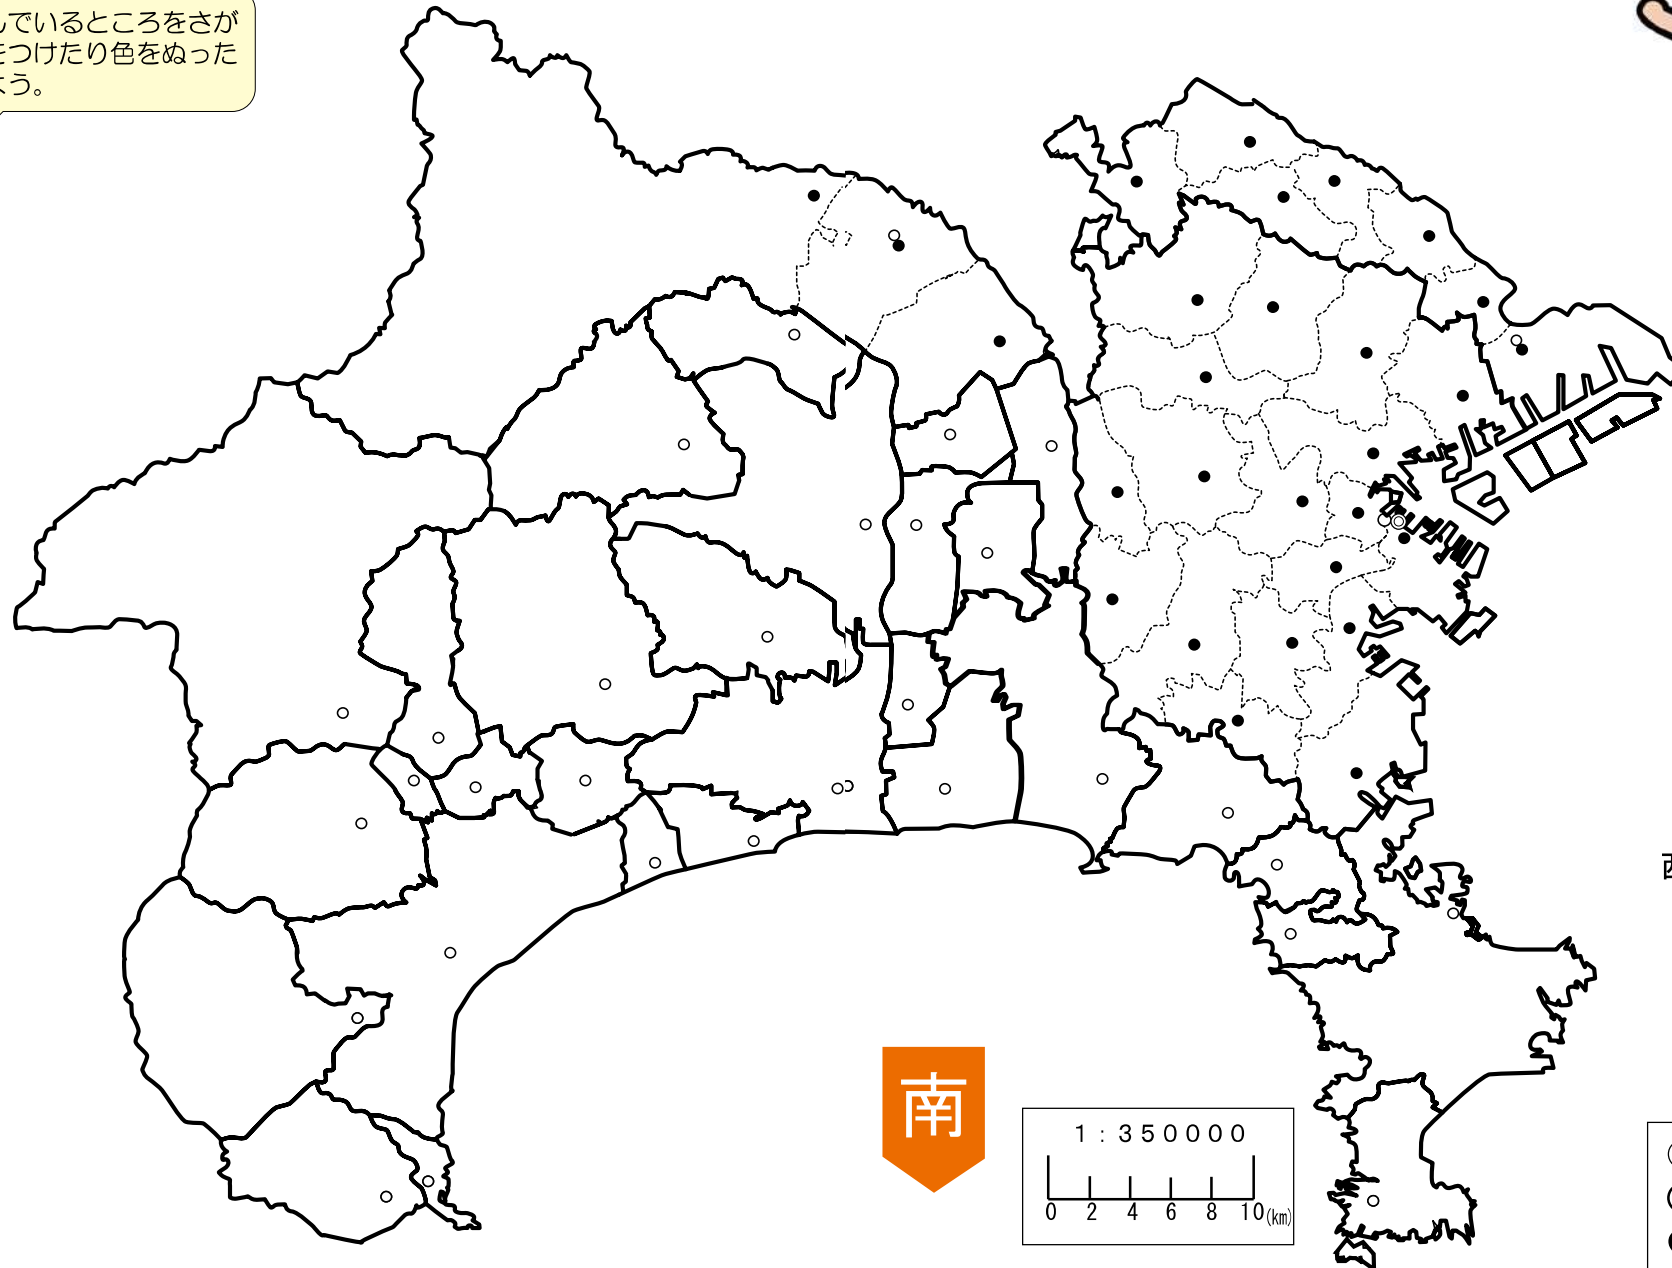 んでいるところをさが
をつけたり色をぬった
よう。
南
1:350000
0 2 4 6 8 10(km)